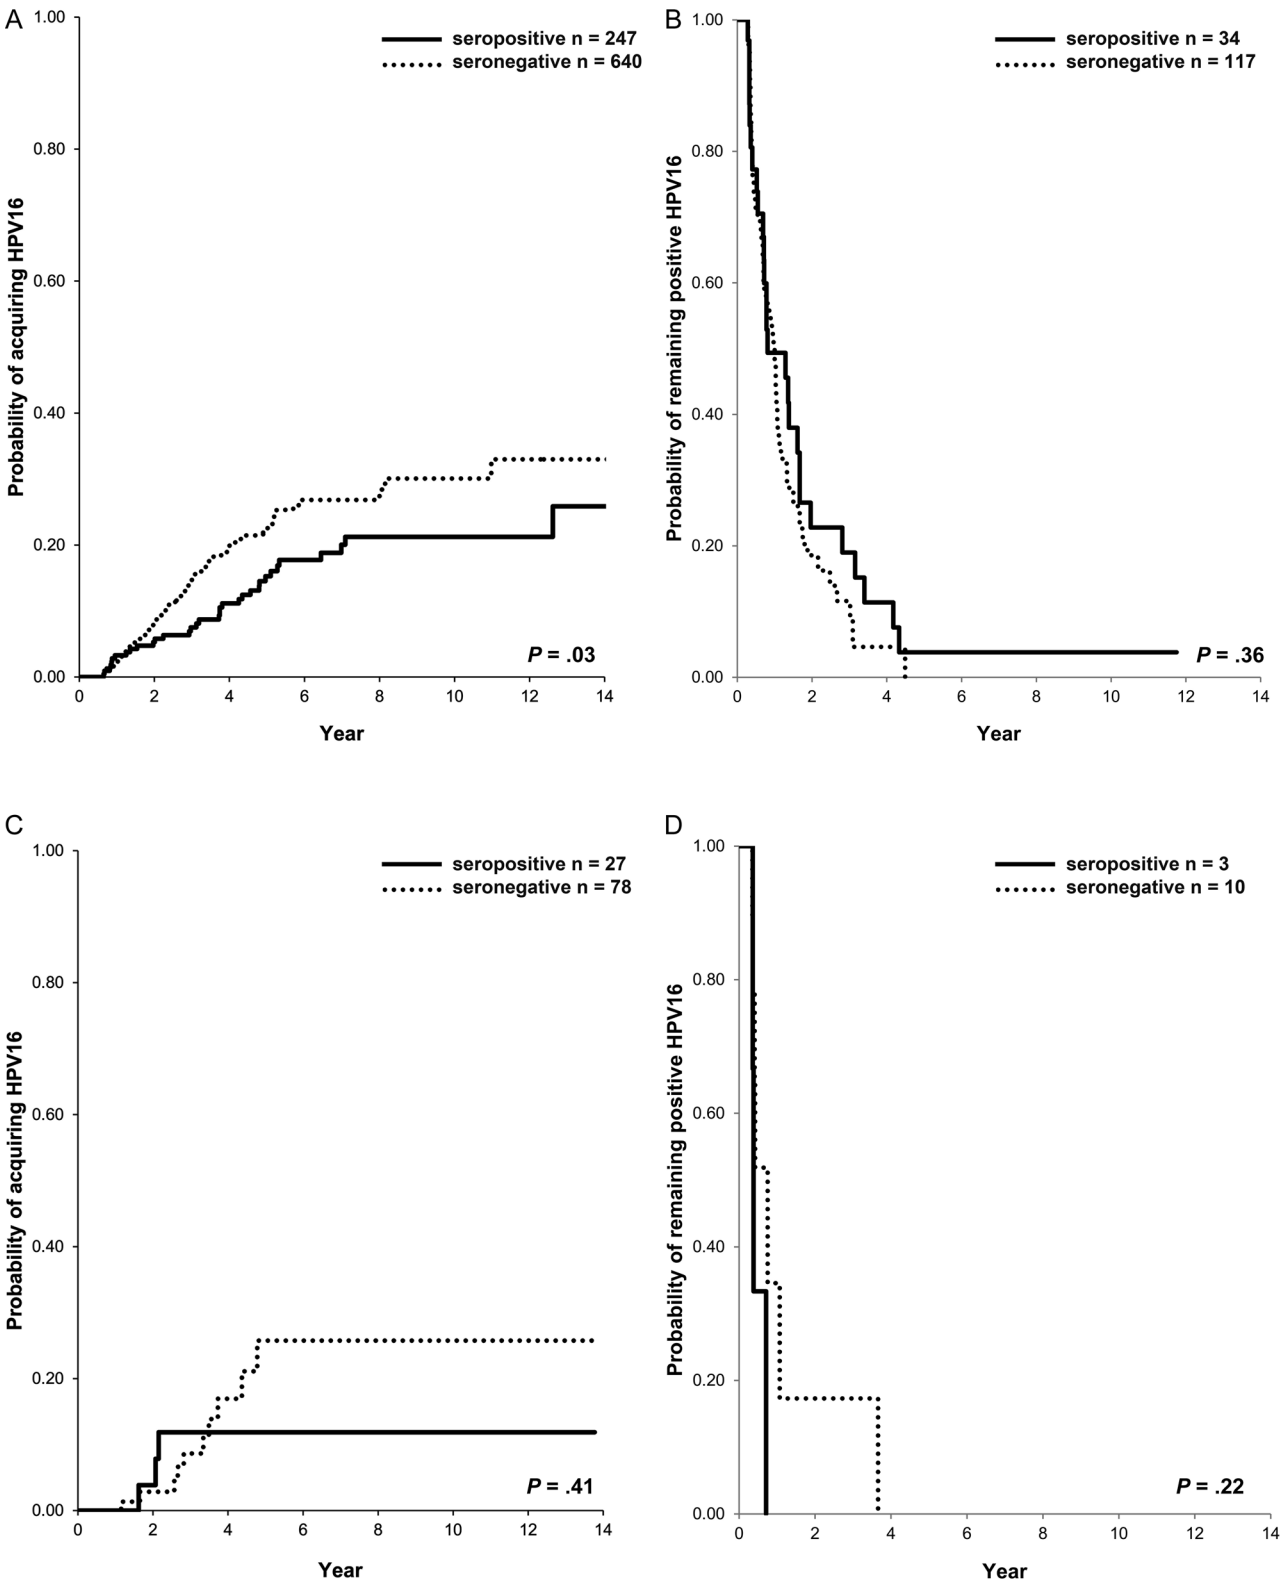 A
1.00
0.80
0.60
0.40
0.20
0.00
Probability of acquiring HPV16
seropositive n = 247
seronegative n = 640
P = .03
0 2 4 6 8 10 12 14
Year
B
1.00
0.80
0.60
0.40
0.20
0.00
Probability of remaining positive HPV16
seropositive n = 34
seronegative n = 117
P = .36
0 2 4 6 8 10 12 14
Year
C
1.00
0.80
0.60
0.40
0.20
0.00
Probability of acquiring HPV16
seropositive n = 27
seronegative n = 78
P = .41
0 2 4 6 8 10 12 14
Year
D
1.00
0.80
0.60
0.40
0.20
0.00
Probability of remaining positive HPV16
seropositive n = 3
seronegative n = 10
P = .22
0 2 4 6 8 10 12 14
Year